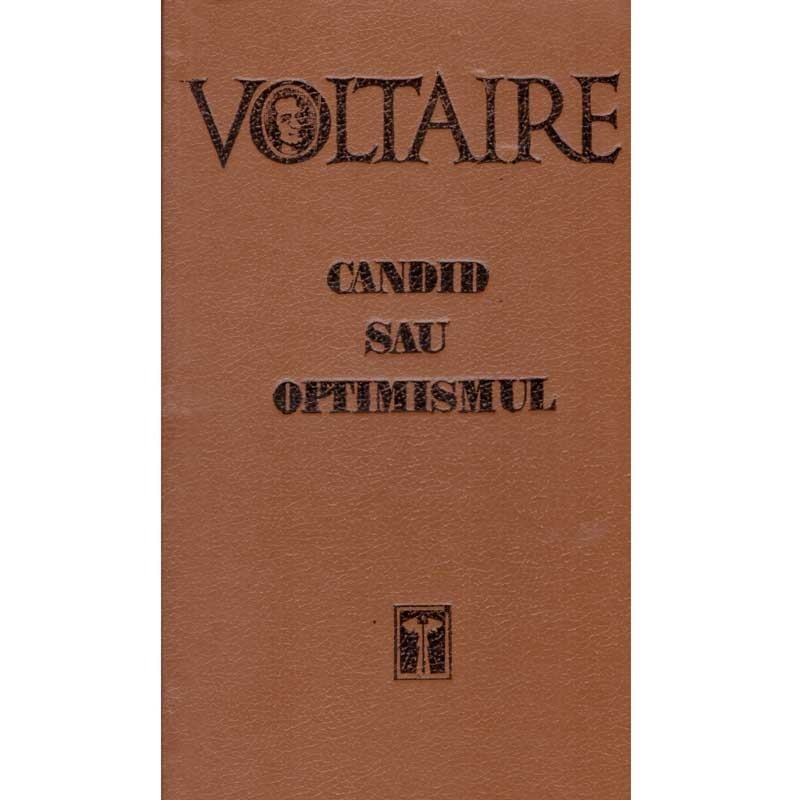 VOLTAIRE
CANDID
SAU
OPTIMISMUL